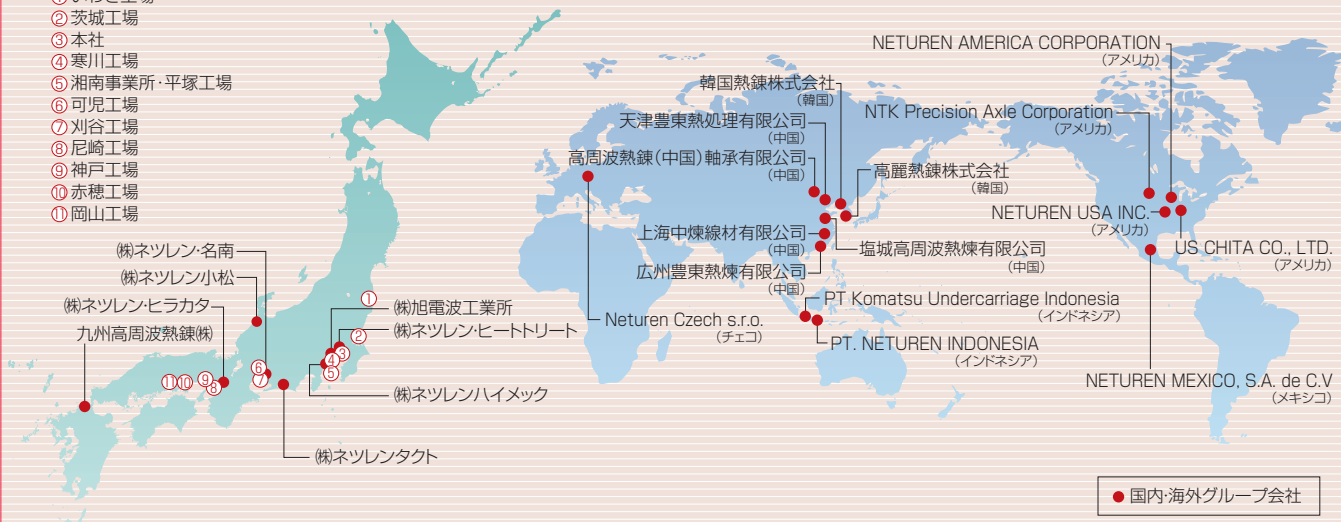 ②茨城工場
③本社
④寒川工場
⑤湘南事業所・平塚工場
⑥可児工場
⑦刈谷工場
⑧尼崎工場
⑨神戸工場
⑩赤穂工場
⑪岡山工場
㈱ネツレン・名南
㈱ネツレン小松
㈱ネツレン・ヒラカタ
九州高周波熱錬㈱
①
㈱旭電波工業所
㈱ネツレン・ヒートトリート
②
③
④
⑤
⑥
⑦
⑪⑩
⑨
⑧
㈱ネツレンハイメック
㈱ネツレンタクト
NETUREN AMERICA CORPORATION
(アメリカ)
韓国熱錬株式会社
(韓国)
天津豊東熱処理有限公司
(中国)
NTK Precision Axle Corporation
(アメリカ)
高周波熱錬(中国)軸承有限公司
(中国)
高麗熱錬株式会社
(韓国)
NETUREN USA INC.
(アメリカ)
上海中煉線材有限公司
(中国)
塩城高周波熱煉有限公司
(中国)
US CHITA CO., LTD.
(アメリカ)
広州豊東熱煉有限公司
(中国)
PT Komatsu Undercarriage Indonesia
(インドネシア)
Neturen Czech s.r.o.
(チェコ)
PT. NETUREN INDONESIA
(インドネシア)
NETUREN MEXICO, S.A. de C.V
(メキシコ)
国内・海外グループ会社